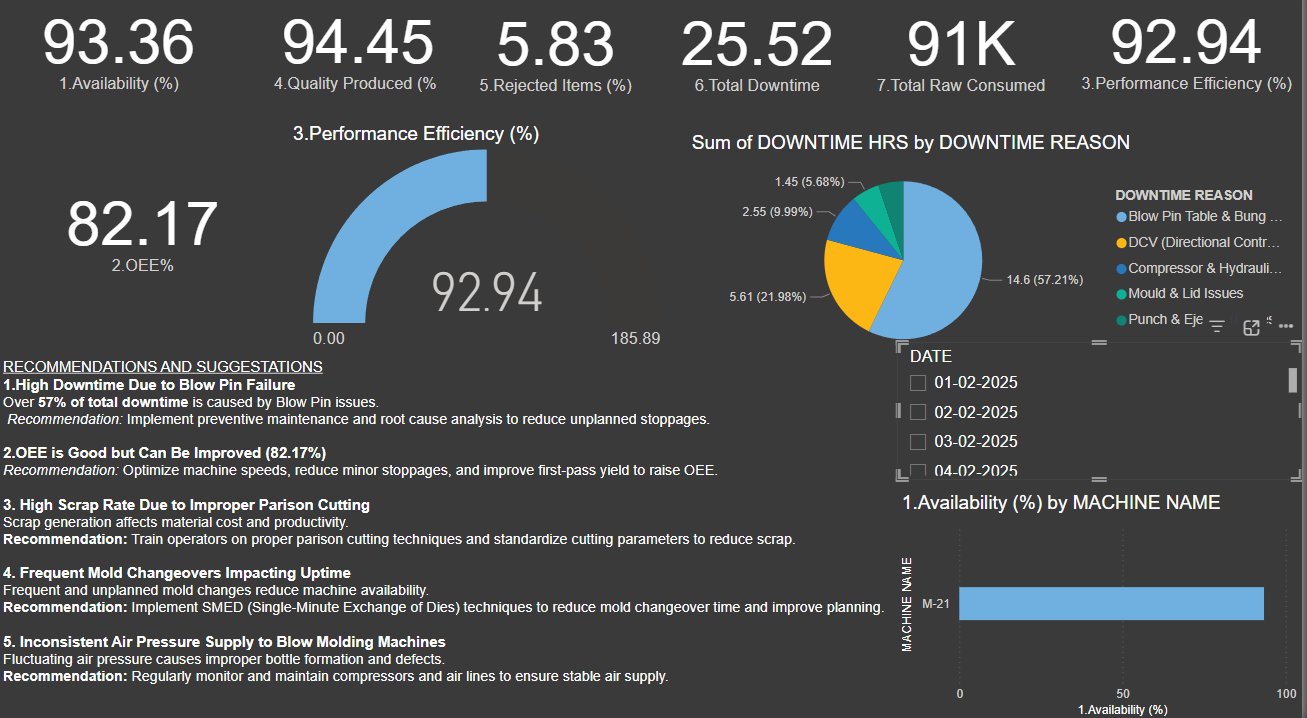 93.36
1.Availability (%)
94.45
4.Quality Produced (%
5.83
5.Rejected Items (%)
25.52
6.Total Downtime
91K
7.Total Raw Consumed
92.94
3.Performance Efficiency (%)
82.17
2.OEE%
3.Performance Efficiency (%)
92.94
0.00
185.89
Sum of DOWNTIME HRS by DOWNTIME REASON
1.45 (5.68%)
2.55 (9.99%)
5.61 (21.98%)
14.6 (57.21%)
DOWNTIME REASON
Blow Pin Table & Bung ...
DCV (Directional Contr...
Compressor & Hydrauli...
Mould & Lid Issues
Punch & Eje
RECOMMENDATIONS AND SUGGESTIONS
1.High Downtime Due to Blow Pin Failure
Over 57% of total downtime is caused by Blow Pin issues.
Recommendation: Implement preventive maintenance and root cause analysis to reduce unplanned stoppages.
2.OEE is Good but Can Be Improved (82.17%)
Recommendation: Optimize machine speeds, reduce minor stoppages, and improve first-pass yield to raise OEE.
3. High Scrap Rate Due to Improper Parison Cutting
Scrap generation affects material cost and productivity.
Recommendation: Train operators on proper parison cutting techniques and standardize cutting parameters to reduce scrap.
4. Frequent Mold Changeovers Impacting Uptime
Frequent and unplanned mold changes reduce machine availability.
Recommendation: Implement SMED (Single-Minute Exchange of Dies) techniques to reduce mold changeover time and improve planning.
5. Inconsistent Air Pressure Supply to Blow Molding Machines
Fluctuating air pressure causes improper bottle formation and defects.
Recommendation: Regularly monitor and maintain compressors and air lines to ensure stable air supply.
DATE
01-02-2025
02-02-2025
03-02-2025
04-02-2025
1.Availability (%) by MACHINE NAME
MACHINE NAME
M-21
0
50
100
1.Availability (%)